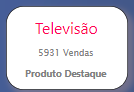 Televisão
5931 Vendas
Produto Destaque